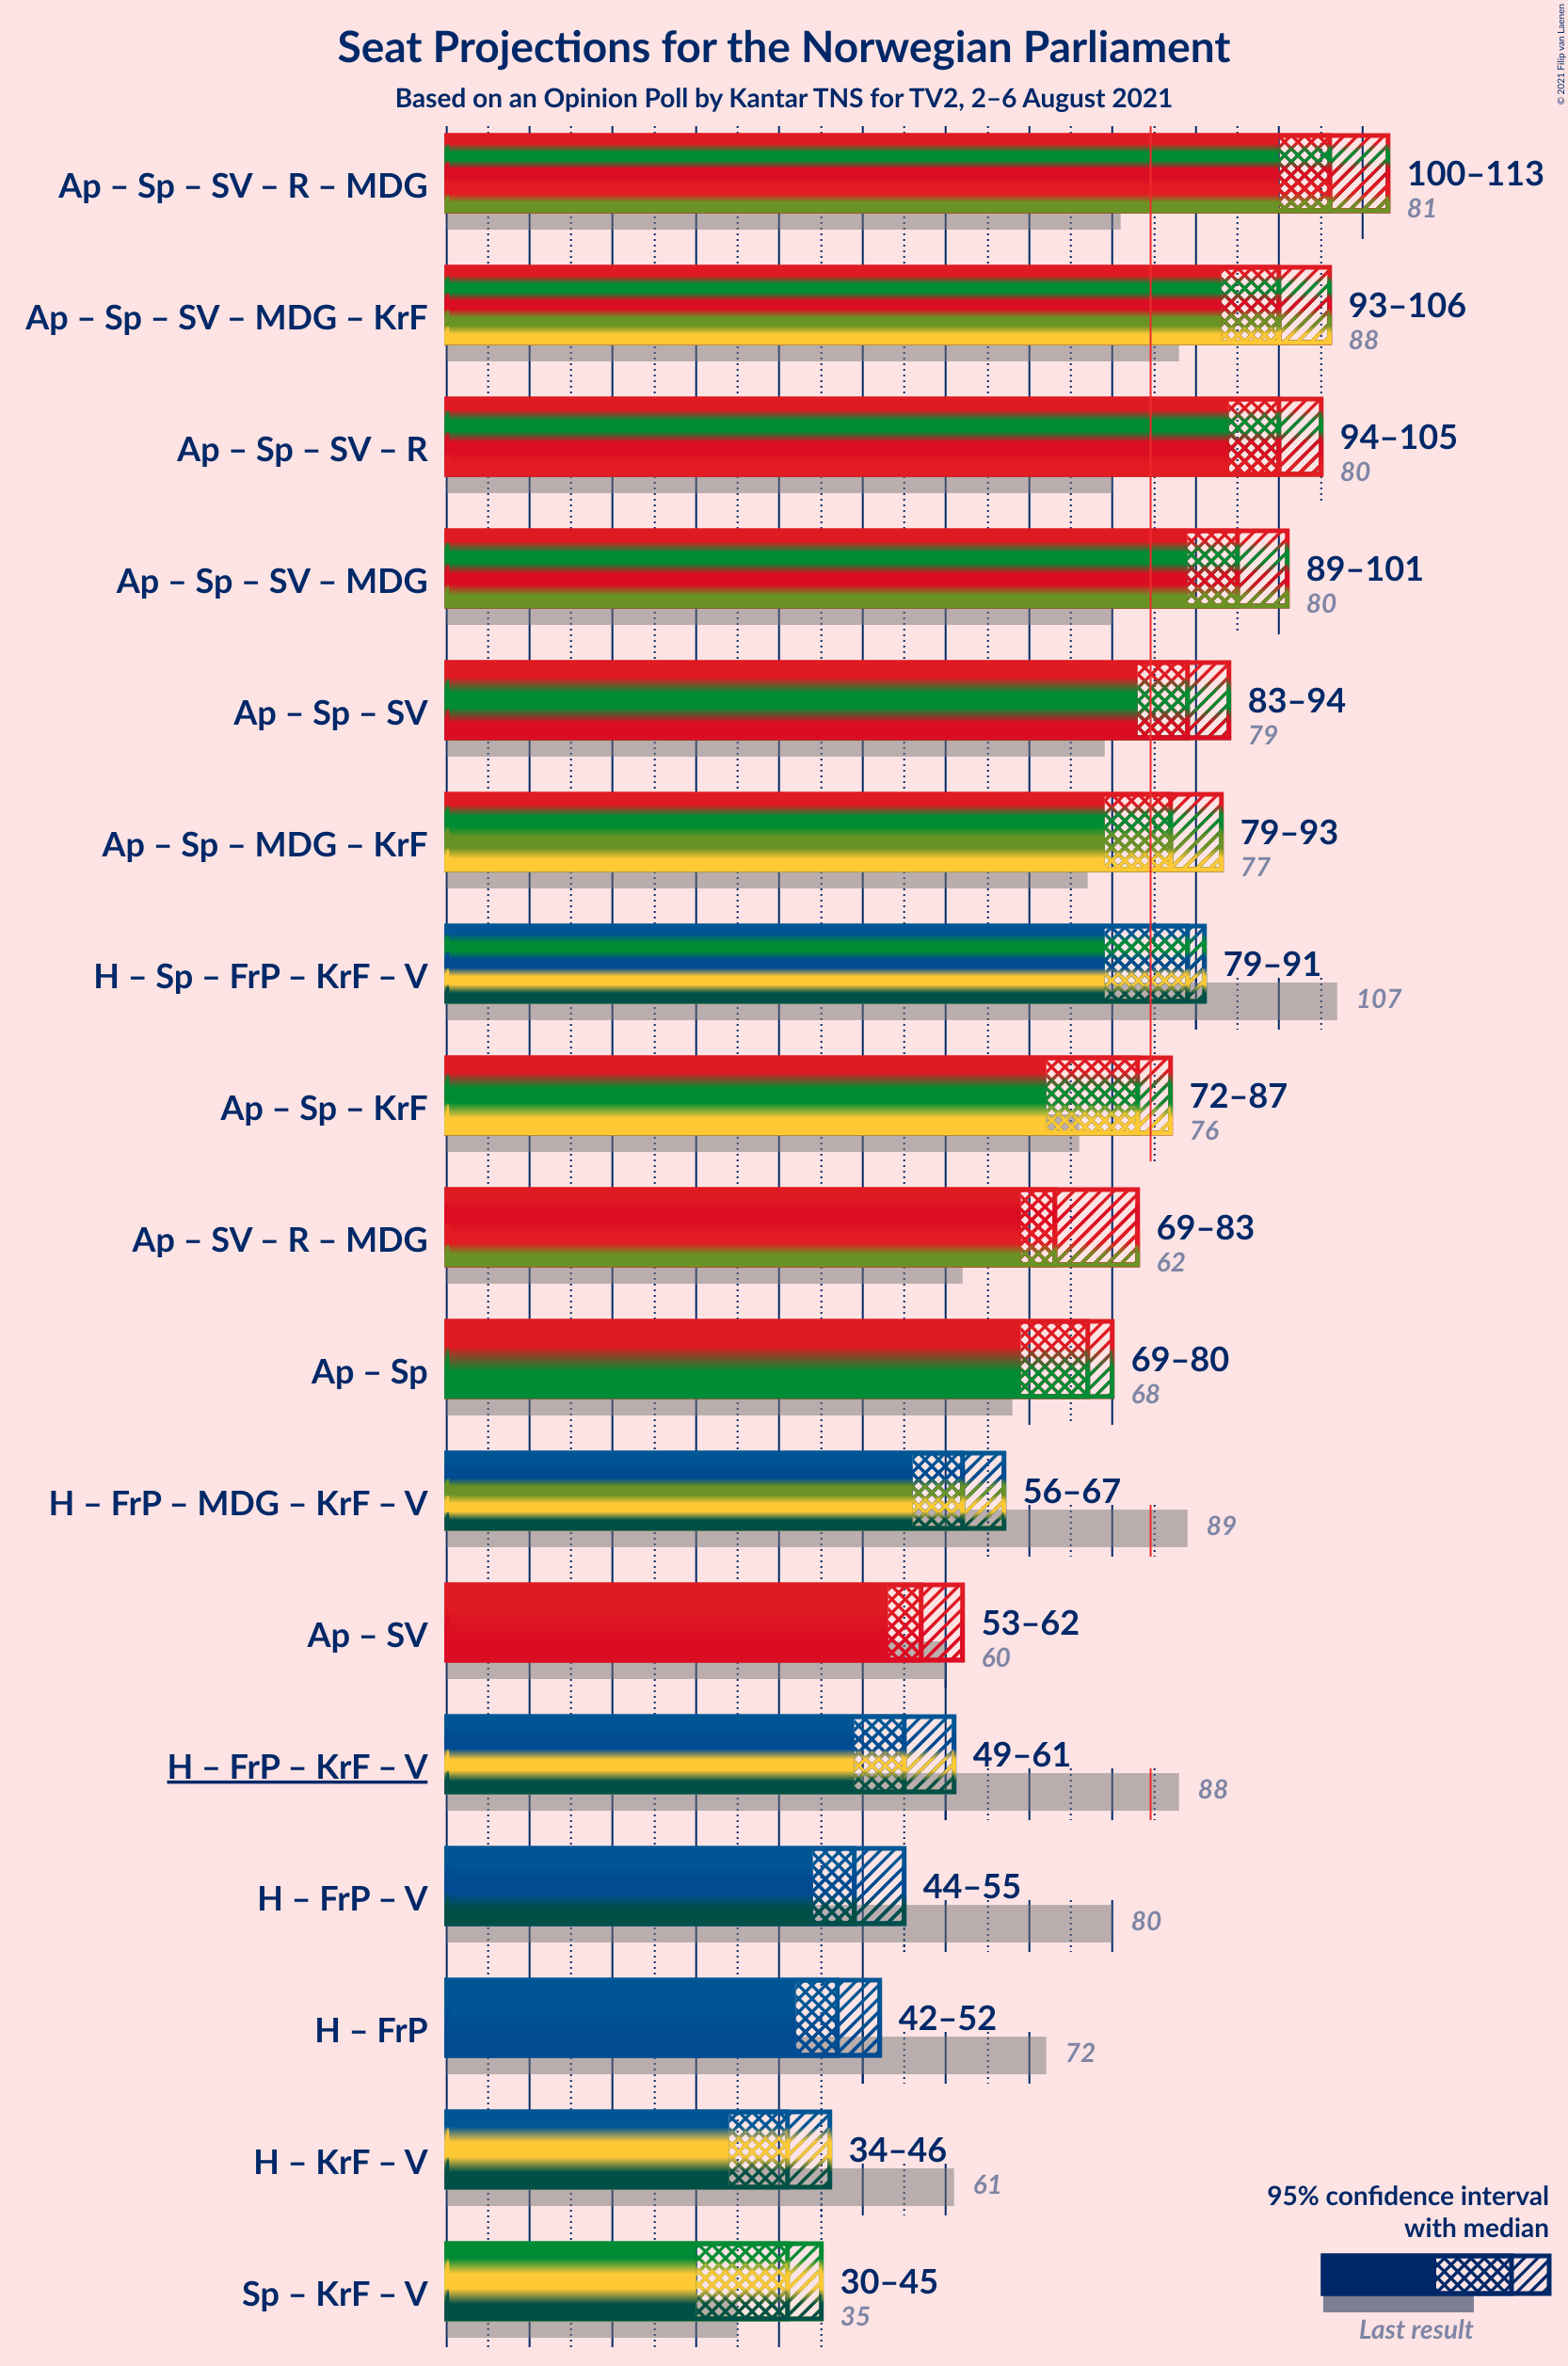 Seat Projections for the Norwegian Parliament
Based on an Opinion Poll by Kantar TNS for TV2, 2–6 August 2021
© 2021 Filip van Laenen
Ap – Sp – SV – R – MDG
100–113
81
Ap – Sp – SV – MDG – KrF
93–106
88
Ap – Sp – SV – R
94–105
80
Ap – Sp – SV – MDG
89–101
80
Ap – Sp – SV
83–94
79
Ap – Sp – MDG – KrF
79–93
77
H – Sp – FrP – KrF – V
79–91
107
Ap – Sp – KrF
72–87
76
Ap – SV – R – MDG
69–83
62
Ap – Sp
69–80
68
H – FrP – MDG – KrF – V
56–67
89
Ap – SV
53–62
60
H – FrP – KrF – V
49–61
88
H – FrP – V
44–55
80
H – FrP
42–52
72
H – KrF – V
34–46
61
Sp – KrF – V
30–45
35
95% confidence interval
with median
Last result